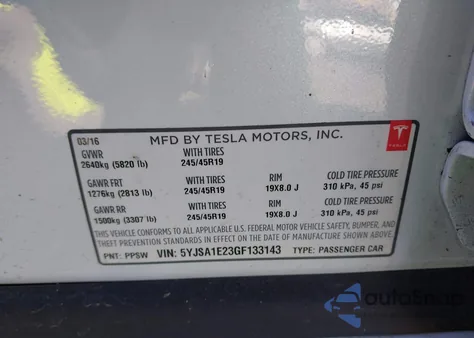 03/16 MFD BY TESLA MOTORS, INC.
TESLA
GVWR WITH TIRES
2640kg (5820 lb) 245/45R19
GAWR FRT WITH TIRES RIM COLD TIRE PRESSURE
1276kg (2813 lb) 245/45R19 19X8.0 J 310 kPa, 45 psi
GAWR RR WITH TIRES RIM COLD TIRE PRESSURE
1500kg (3307 lb) 245/45R19 19X8.0 J 310 kPa, 45 psi
THIS VEHICLE CONFORMS TO ALL APPLICABLE U.S. FEDERAL MOTOR VEHICLE SAFETY, BUMPER, AND
THEFT PREVENTION STANDARDS IN EFFECT ON THE DATE OF MANUFACTURE SHOWN ABOVE.
PNT: PPSW VIN: 5YJSA1E23GF133143 TYPE: PASSENGER CAR